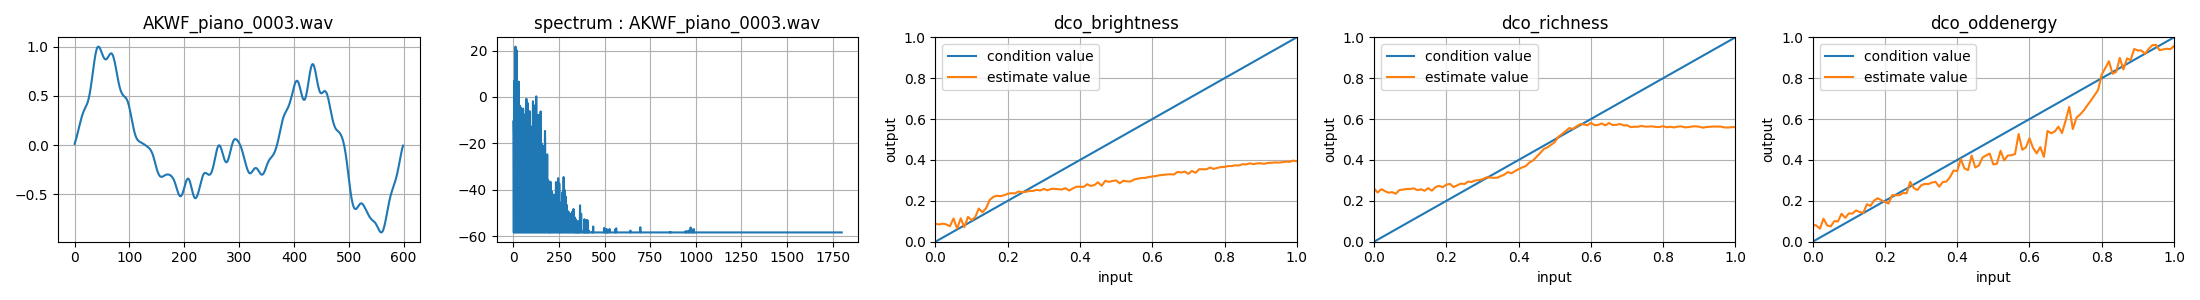 AKWF_piano_0003.wav
1.0
0.5
0.0
−0.5
0 100 200 300 400 500 600
spectrum : AKWF_piano_0003.wav
20
0
−20
−40
−60
0 250 500 750 1000 1250 1500 1750
dco_brightness
condition value
estimate value
output
1.0
0.8
0.6
0.4
0.2
0.0
0.0 0.2 0.4 0.6 0.8 1.0
input
dco_richness
condition value
estimate value
output
1.0
0.8
0.6
0.4
0.2
0.0
0.0 0.2 0.4 0.6 0.8 1.0
input
dco_oddenergy
condition value
estimate value
output
1.0
0.8
0.6
0.4
0.2
0.0
0.0 0.2 0.4 0.6 0.8 1.0
input